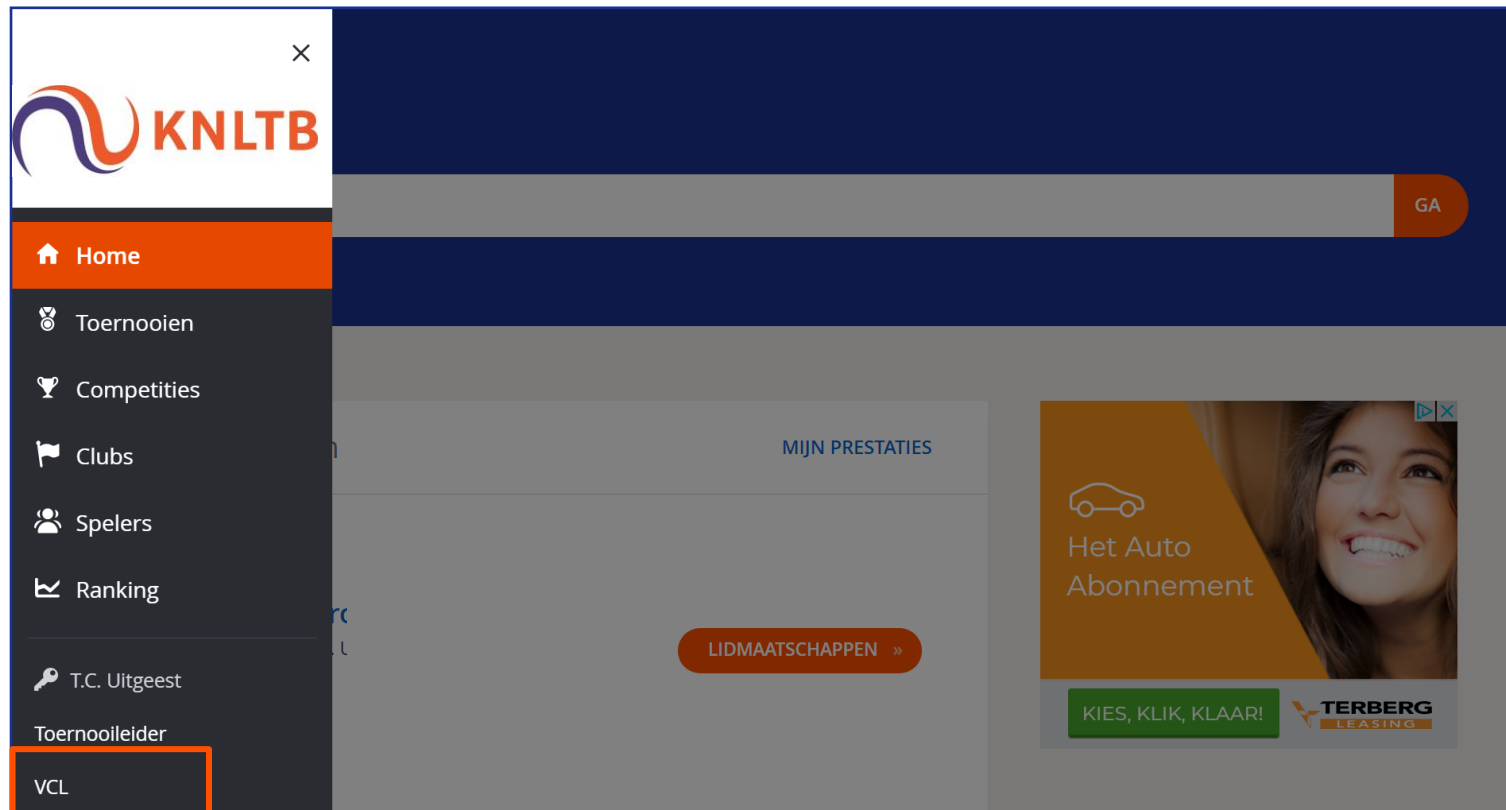 KNLTB
GA
Home
Toernooien
Competities
Clubs
Spelers
Ranking
T.C. Uitgeest
Toernooileider
VCL
MIJN PRESTATIES
LIDMAATSCHAPPEN »
Het Auto
Abonnement
KIES, KLIK, KLAAR!
TERBERG
LEASING